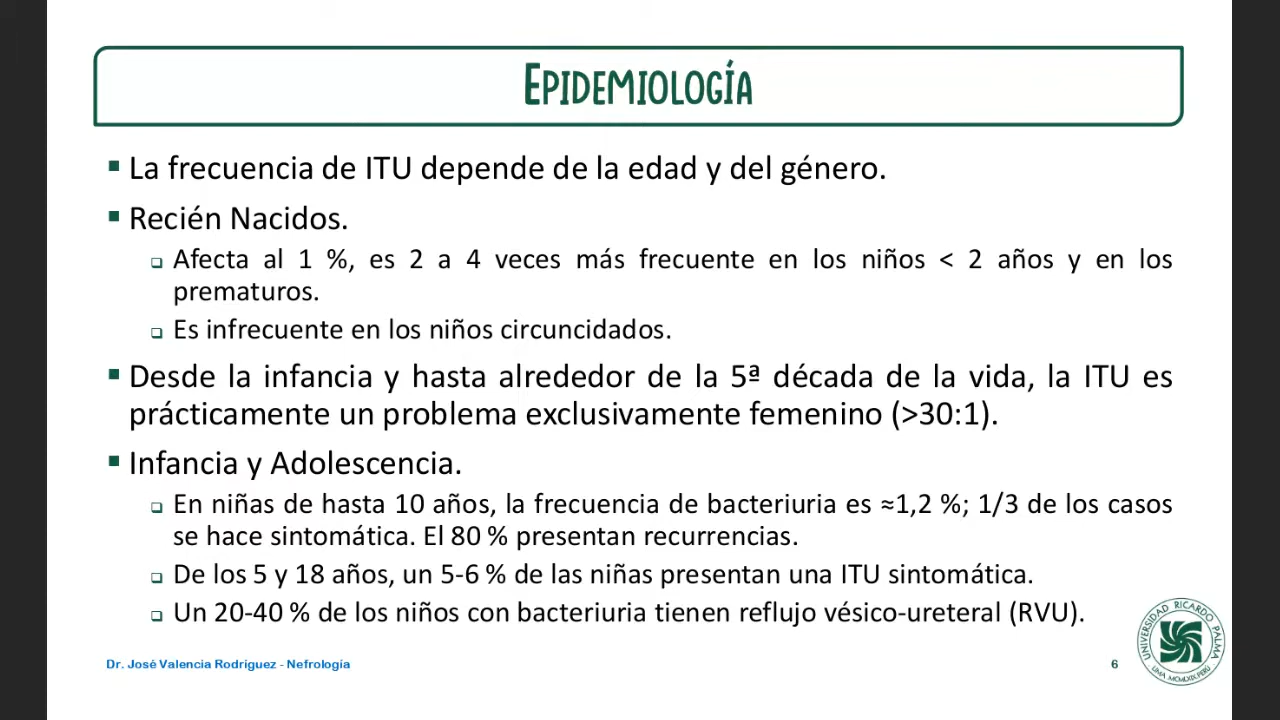 EPIDEMIOLOGÍA
▪ La frecuencia de ITU depende de la edad y del género.
▪ Recién Nacidos.
❑ Afecta al 1 %, es 2 a 4 veces más frecuente en los niños < 2 años y en los
prematuros.
❑ Es infrecuente en los niños circuncidados.
▪ Desde la infancia y hasta alrededor de la 5ª década de la vida, la ITU es
prácticamente un problema exclusivamente femenino (>30:1).
▪ Infancia y Adolescencia.
❑ En niñas de hasta 10 años, la frecuencia de bacteriuria es ≈1,2 %; 1/3 de los casos
se hace sintomática. El 80 % presentan recurrencias.
❑ De los 5 y 18 años, un 5-6 % de las niñas presentan una ITU sintomática.
❑ Un 20-40 % de los niños con bacteriuria tienen reflujo vésico-ureteral (RVU).
Dr. José Valencia Rodríguez - Nefrología
6
UNIVERSIDAD RICARDO PALMA
LIMA MCMLXIX PERÚ